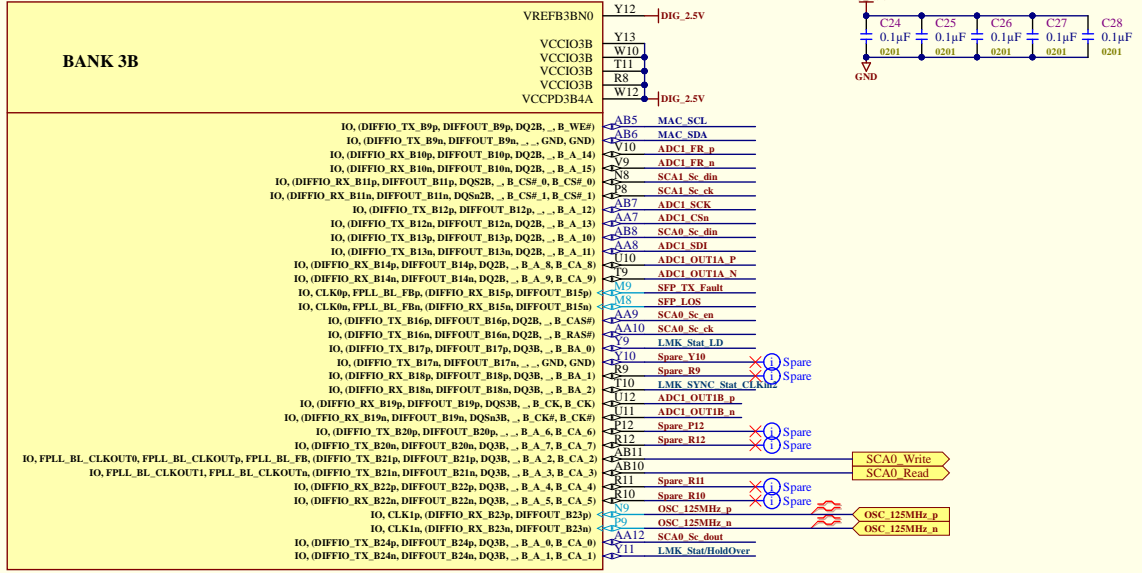 BANK 3B
VREFB3BN0 Y12 DIG_2.5V
VCCIO3B Y13
VCCIO3B W10
VCCIO3B T11
VCCIO3B R8
VCCPD3B4A W12 DIG_2.5V
C24 C25 C26 C27 C28
0.1µF 0.1µF 0.1µF 0.1µF 0.1µF
0201 0201 0201 0201 0201
GND
IO, (DIFFIO_TX_B9p, DIFFOUT_B9p, DQ2B, _, B_WE#) AB5 MAC_SCL
IO, (DIFFIO_TX_B9n, DIFFOUT_B9n, _, _, GND, GND) AB6 MAC_SDA
IO, (DIFFIO_RX_B10p, DIFFOUT_B10p, DQ2B, _, B_A_14) V10 ADC1_FR_p
IO, (DIFFIO_RX_B10n, DIFFOUT_B10n, DQ2B, _, B_A_15) V9 ADC1_FR_n
IO, (DIFFIO_RX_B11p, DIFFOUT_B11p, DQS2B, _, B_CS#_0, B_CS#_0) N8 SCA1_Sc_din
IO, (DIFFIO_RX_B11n, DIFFOUT_B11n, DQSn2B, _, B_CS#_1, B_CS#_1) P8 SCA1_Sc_ck
IO, (DIFFIO_TX_B12p, DIFFOUT_B12p, _, _, B_A_12) AB7 ADC1_SCK
IO, (DIFFIO_TX_B12n, DIFFOUT_B12n, DQ2B, _, B_A_13) AA7 ADC1_CSn
IO, (DIFFIO_TX_B13p, DIFFOUT_B13p, DQ2B, _, B_A_10) AB8 SCA0_Sc_din
IO, (DIFFIO_TX_B13n, DIFFOUT_B13n, DQ2B, _, B_A_11) AA8 ADC1_SDI
IO, (DIFFIO_RX_B14p, DIFFOUT_B14p, DQ2B, _, B_A_8, B_CA_8) U10 ADC1_OUT1A_P
IO, (DIFFIO_RX_B14n, DIFFOUT_B14n, DQ2B, _, B_A_9, B_CA_9) T9 ADC1_OUT1A_N
IO, CLK0p, FPLL_BL_FBp, (DIFFIO_RX_B15p, DIFFOUT_B15p) M9 SFP_TX_Fault
IO, CLK0n, FPLL_BL_FBn, (DIFFIO_RX_B15n, DIFFOUT_B15n) M8 SFP_LOS
IO, (DIFFIO_TX_B16p, DIFFOUT_B16p, DQ2B, _, B_CAS#) AA9 SCA0_Sc_en
IO, (DIFFIO_TX_B16n, DIFFOUT_B16n, DQ2B, _, B_RAS#) AA10 SCA0_Sc_ck
IO, (DIFFIO_TX_B17p, DIFFOUT_B17p, DQ3B, _, B_BA_0) Y9 LMK_Stat_LD
IO, (DIFFIO_TX_B17n, DIFFOUT_B17n, _, _, GND, GND) Y10 Spare_Y10 i Spare
IO, (DIFFIO_RX_B18p, DIFFOUT_B18p, DQ3B, _, B_BA_1) R9 Spare_R9 i Spare
IO, (DIFFIO_RX_B18n, DIFFOUT_B18n, DQ3B, _, B_BA_2) T10 LMK_SYNC_Stat_CLKin2
IO, (DIFFIO_RX_B19p, DIFFOUT_B19p, DQS3B, _, B_CK, B_CK) U12 ADC1_OUT1B_p
IO, (DIFFIO_RX_B19n, DIFFOUT_B19n, DQSn3B, _, B_CK#, B_CK#) U11 ADC1_OUT1B_n
IO, (DIFFIO_TX_B20p, DIFFOUT_B20p, _, _, B_A_6, B_CA_6) P12 Spare_P12 i Spare
IO, (DIFFIO_TX_B20n, DIFFOUT_B20n, DQ3B, _, B_A_7, B_CA_7) R12 Spare_R12 i Spare
IO, FPLL_BL_CLKOUT0, FPLL_BL_CLKOUTp, FPLL_BL_FB, (DIFFIO_TX_B21p, DIFFOUT_B21p, DQ3B, _, B_A_2, B_CA_2) AB11 SCA0_Write
IO, FPLL_BL_CLKOUT1, FPLL_BL_CLKOUTn, (DIFFIO_TX_B21n, DIFFOUT_B21n, DQ3B, _, B_A_3, B_CA_3) AB10 SCA0_Read
IO, (DIFFIO_RX_B22p, DIFFOUT_B22p, DQ3B, _, B_A_4, B_CA_4) R11 Spare_R11 i Spare
IO, (DIFFIO_RX_B22n, DIFFOUT_B22n, DQ3B, _, B_A_5, B_CA_5) R10 Spare_R10 i Spare
IO, CLK1p, (DIFFIO_RX_B23p, DIFFOUT_B23p) N9 OSC_125MHz_p OSC_125MHz_p
IO, CLK1n, (DIFFIO_RX_B23n, DIFFOUT_B23n) P9 OSC_125MHz_n OSC_125MHz_n
IO, (DIFFIO_TX_B24p, DIFFOUT_B24p, DQ3B, _, B_A_0, B_CA_0) AA12 SCA0_Sc_dout
IO, (DIFFIO_TX_B24n, DIFFOUT_B24n, DQ3B, _, B_A_1, B_CA_1) Y11 LMK_Stat/HoldOver